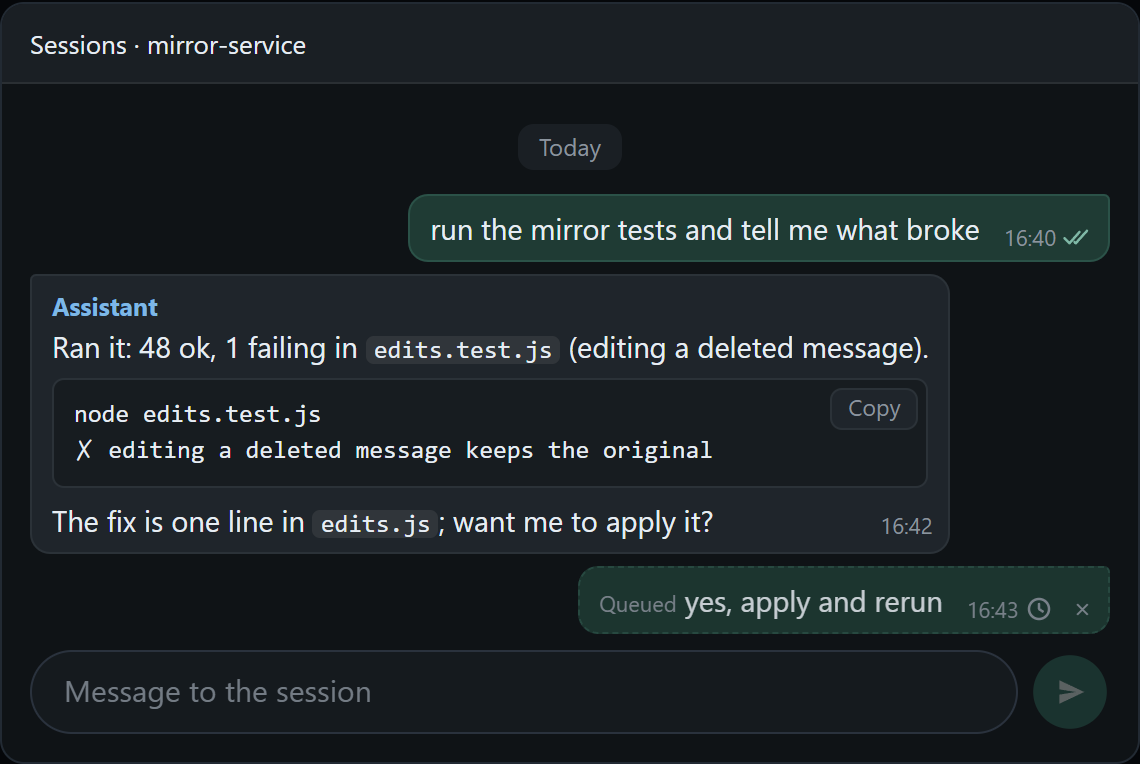 Sessions · mirror-service
Today
run the mirror tests and tell me what broke 16:40
Assistant
Ran it: 48 ok, 1 failing in edits.test.js (editing a deleted message).
node edits.test.js
Copy
✗ editing a deleted message keeps the original
The fix is one line in edits.js; want me to apply it? 16:42
Queued yes, apply and rerun 16:43 ×
Message to the session